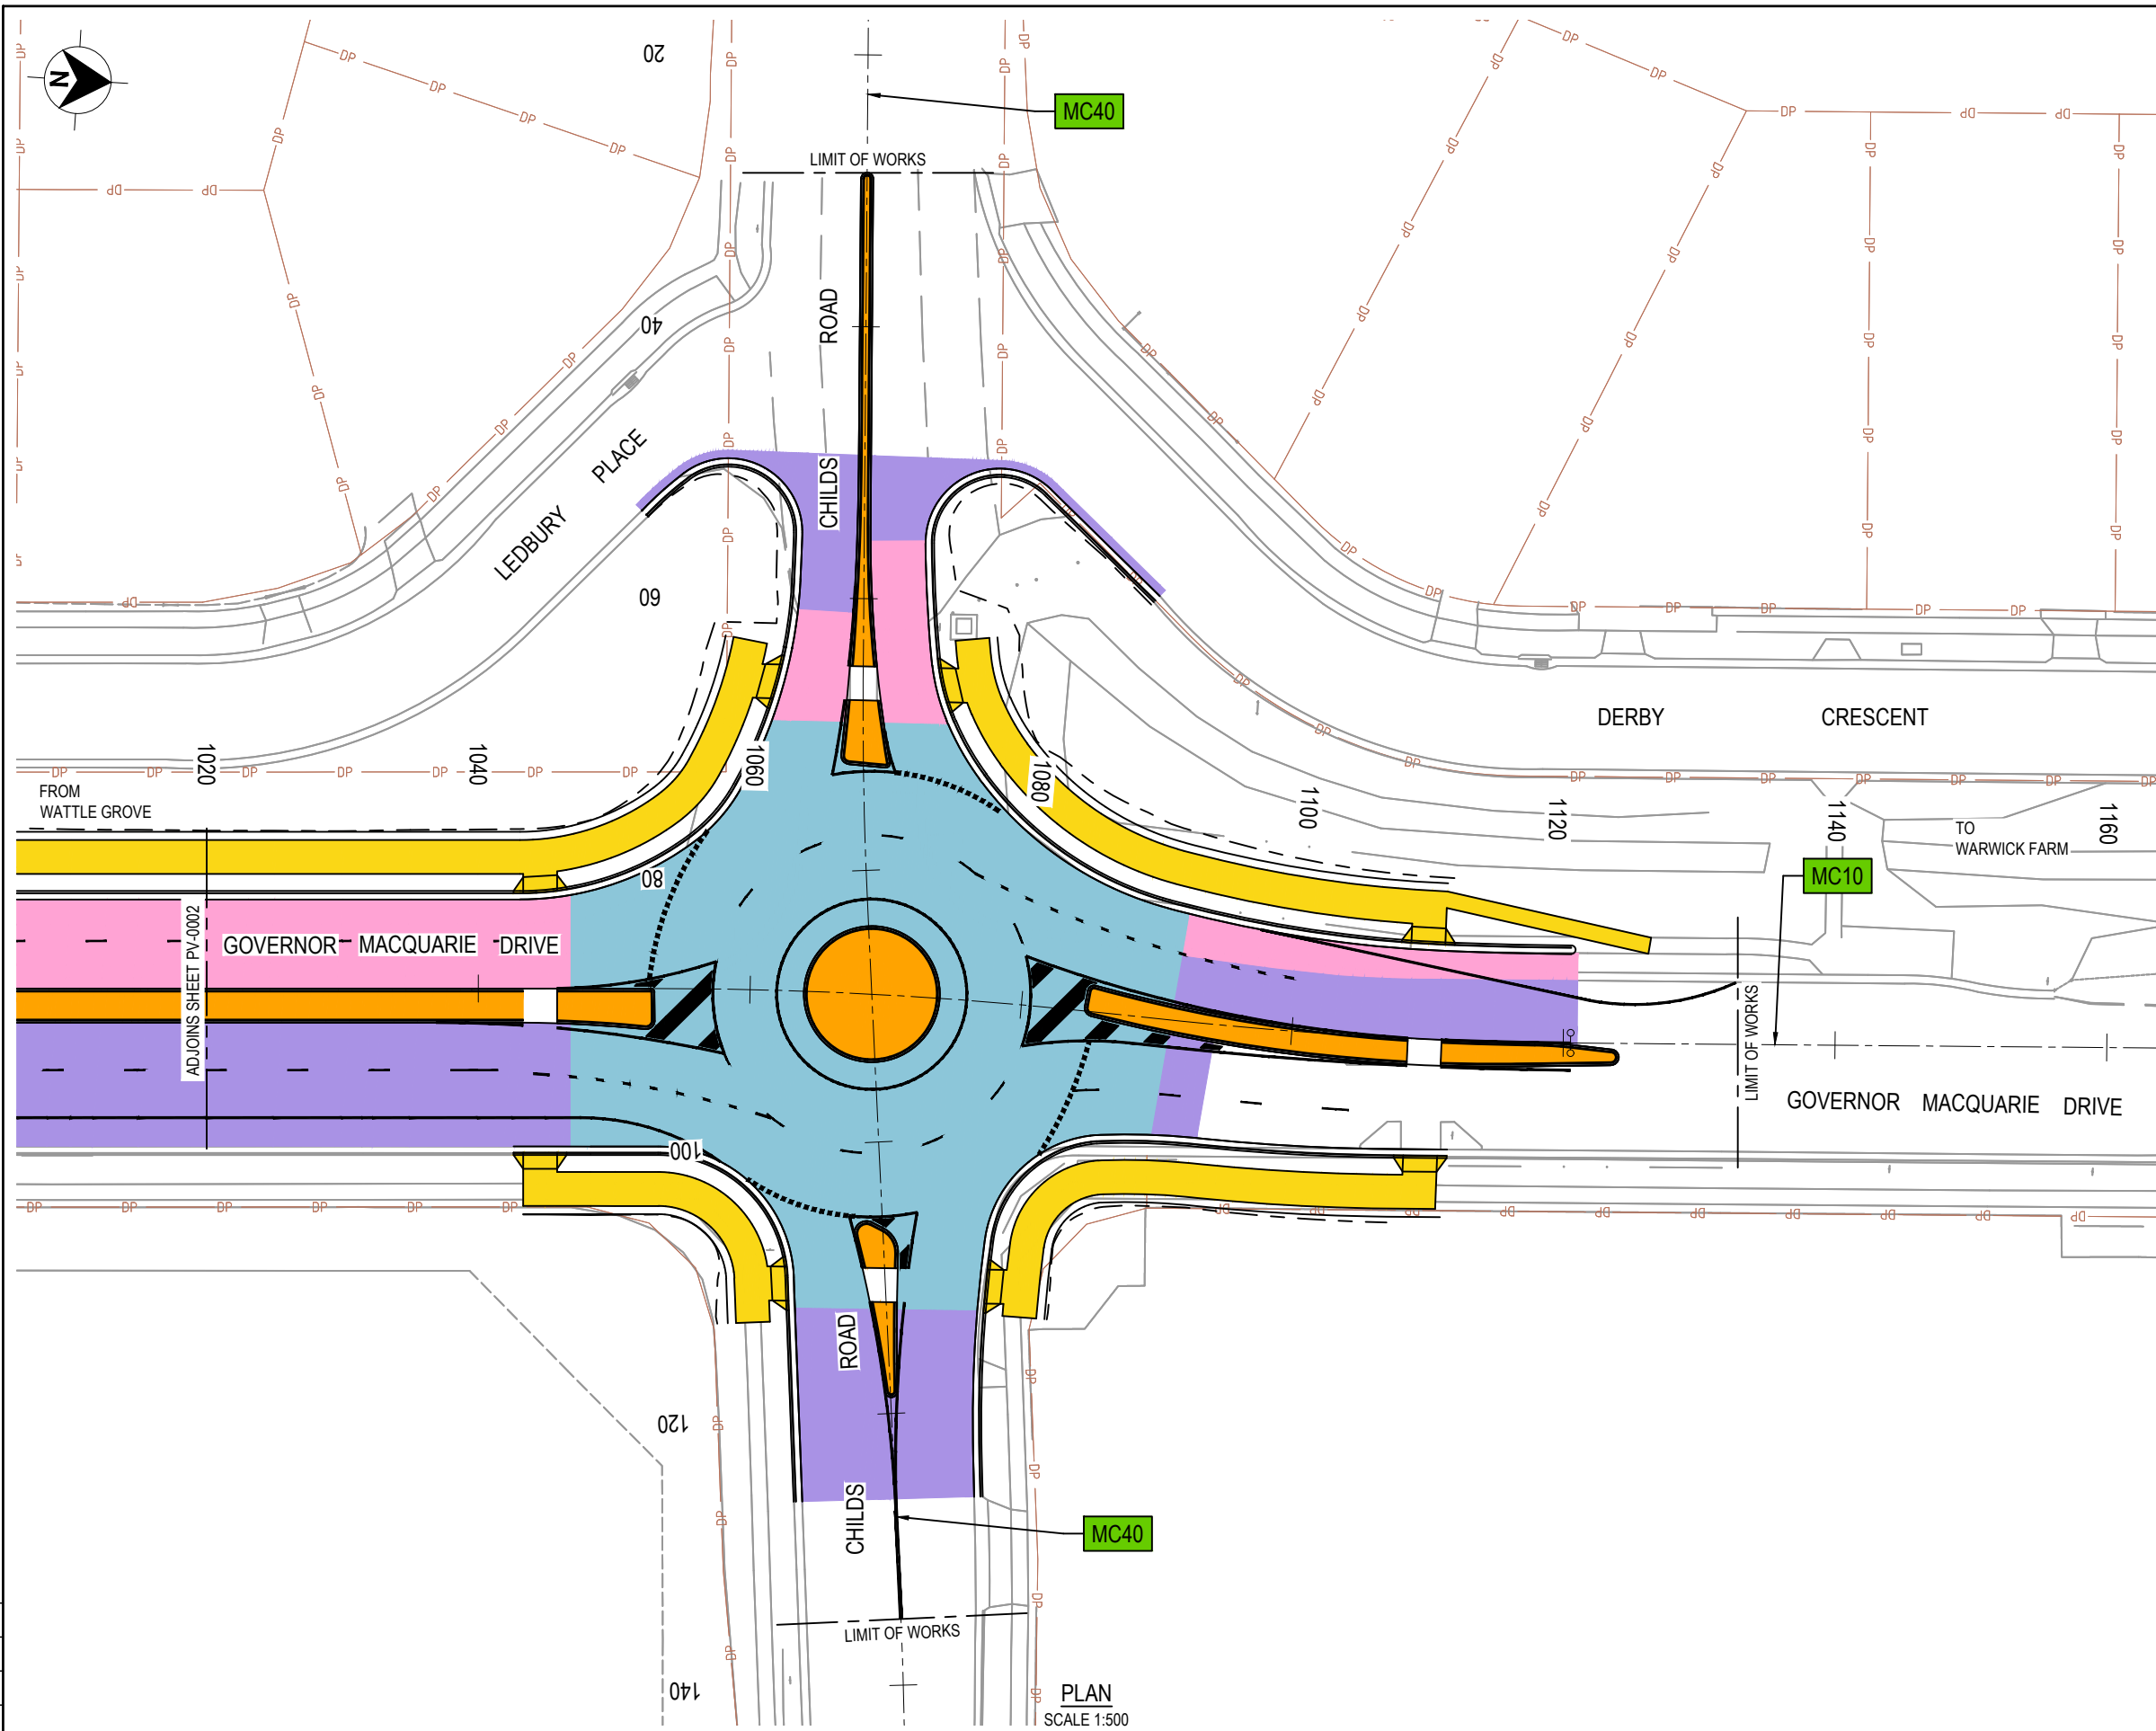 N
20
MC40
LIMIT OF WORKS
ROAD
40
CHILDS
LEDBURY PLACE
60
DERBY CRESCENT
1020
1040
1060
1080
1100
1120
1140
1160
FROM
WATTLE GROVE
TO
WARWICK FARM
80
MC10
ADJOINS SHEET PV-0002
GOVERNOR MACQUARIE DRIVE
LIMIT OF WORKS
GOVERNOR MACQUARIE DRIVE
100
ROAD
120
CHILDS
MC40
LIMIT OF WORKS
140
PLAN
SCALE 1:500
DP